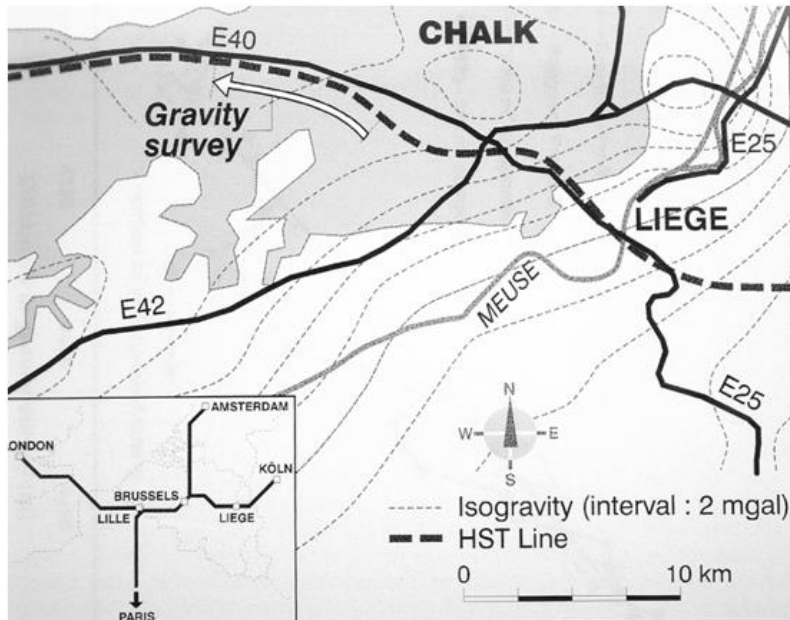 E40
CHALK
Gravity
survey
E25
LIEGE
MEUSE
E42
E25
N
W E
S
AMSTERDAM
ONDON
KÖLN
BRUSSELS
LILLE
LIEGE
PARIS
Isogravity (interval : 2 mgal)
HST Line
0 10 km